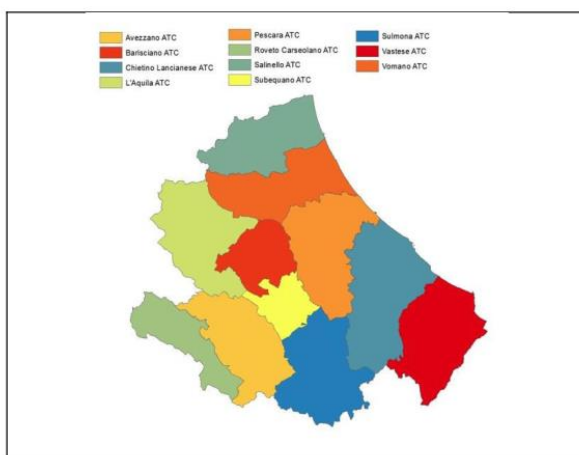 Avezzano ATC
Barisciano ATC
Chietino Lancianese ATC
L'Aquila ATC
Pescara ATC
Roveto Carseolano ATC
Salinello ATC
Subequano ATC
Sulmona ATC
Vastese ATC
Vomano ATC